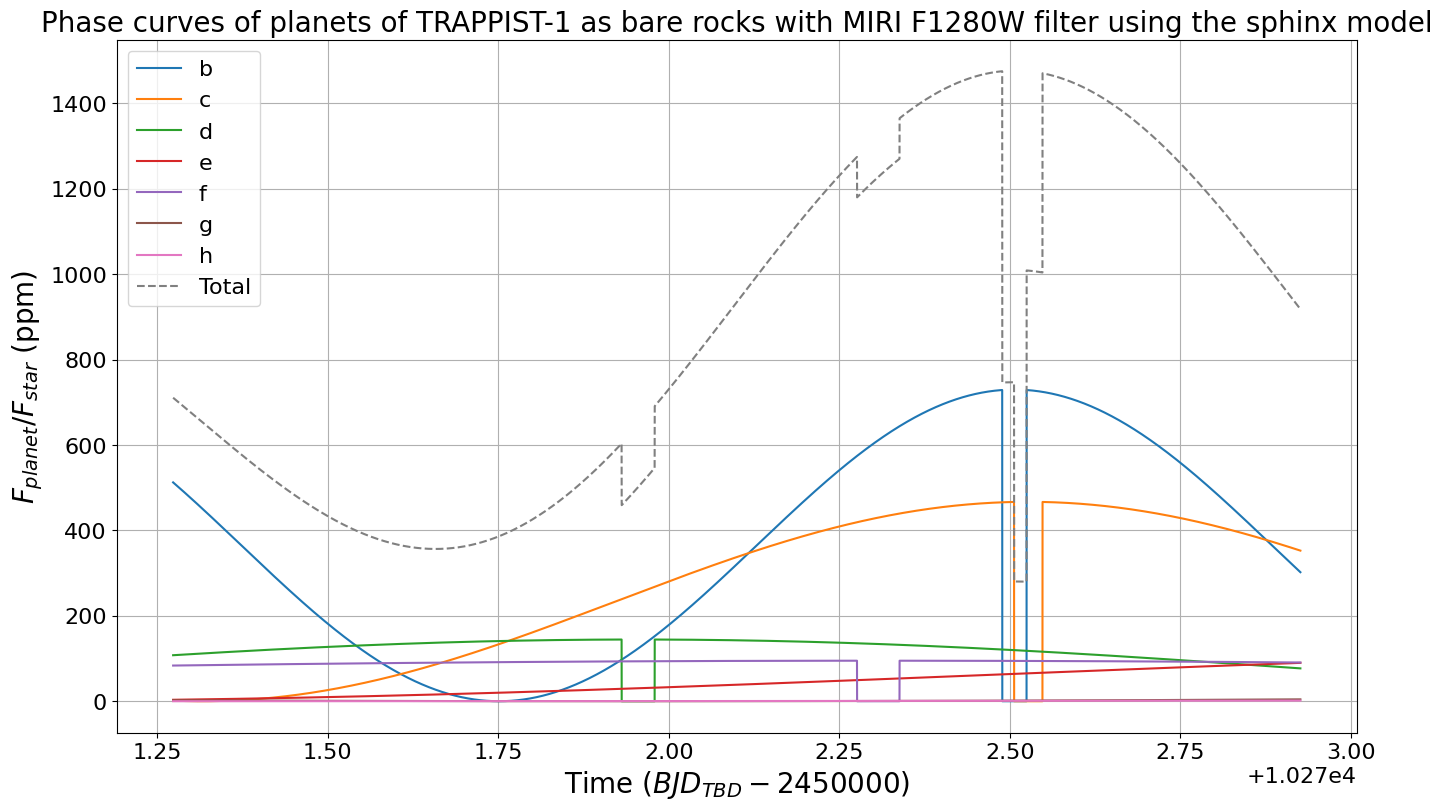 Phase curves of planets of TRAPPIST-1 as bare rocks with MIRI F1280W filter using the sphinx model
b
c
d
e
f
g
h
Total
F_planet/F_star (ppm)
1400
1200
1000
800
600
400
200
0
1.25 1.50 1.75 2.00 2.25 2.50 2.75 3.00
+1.027e4
Time (BJD_TBD − 2450000)